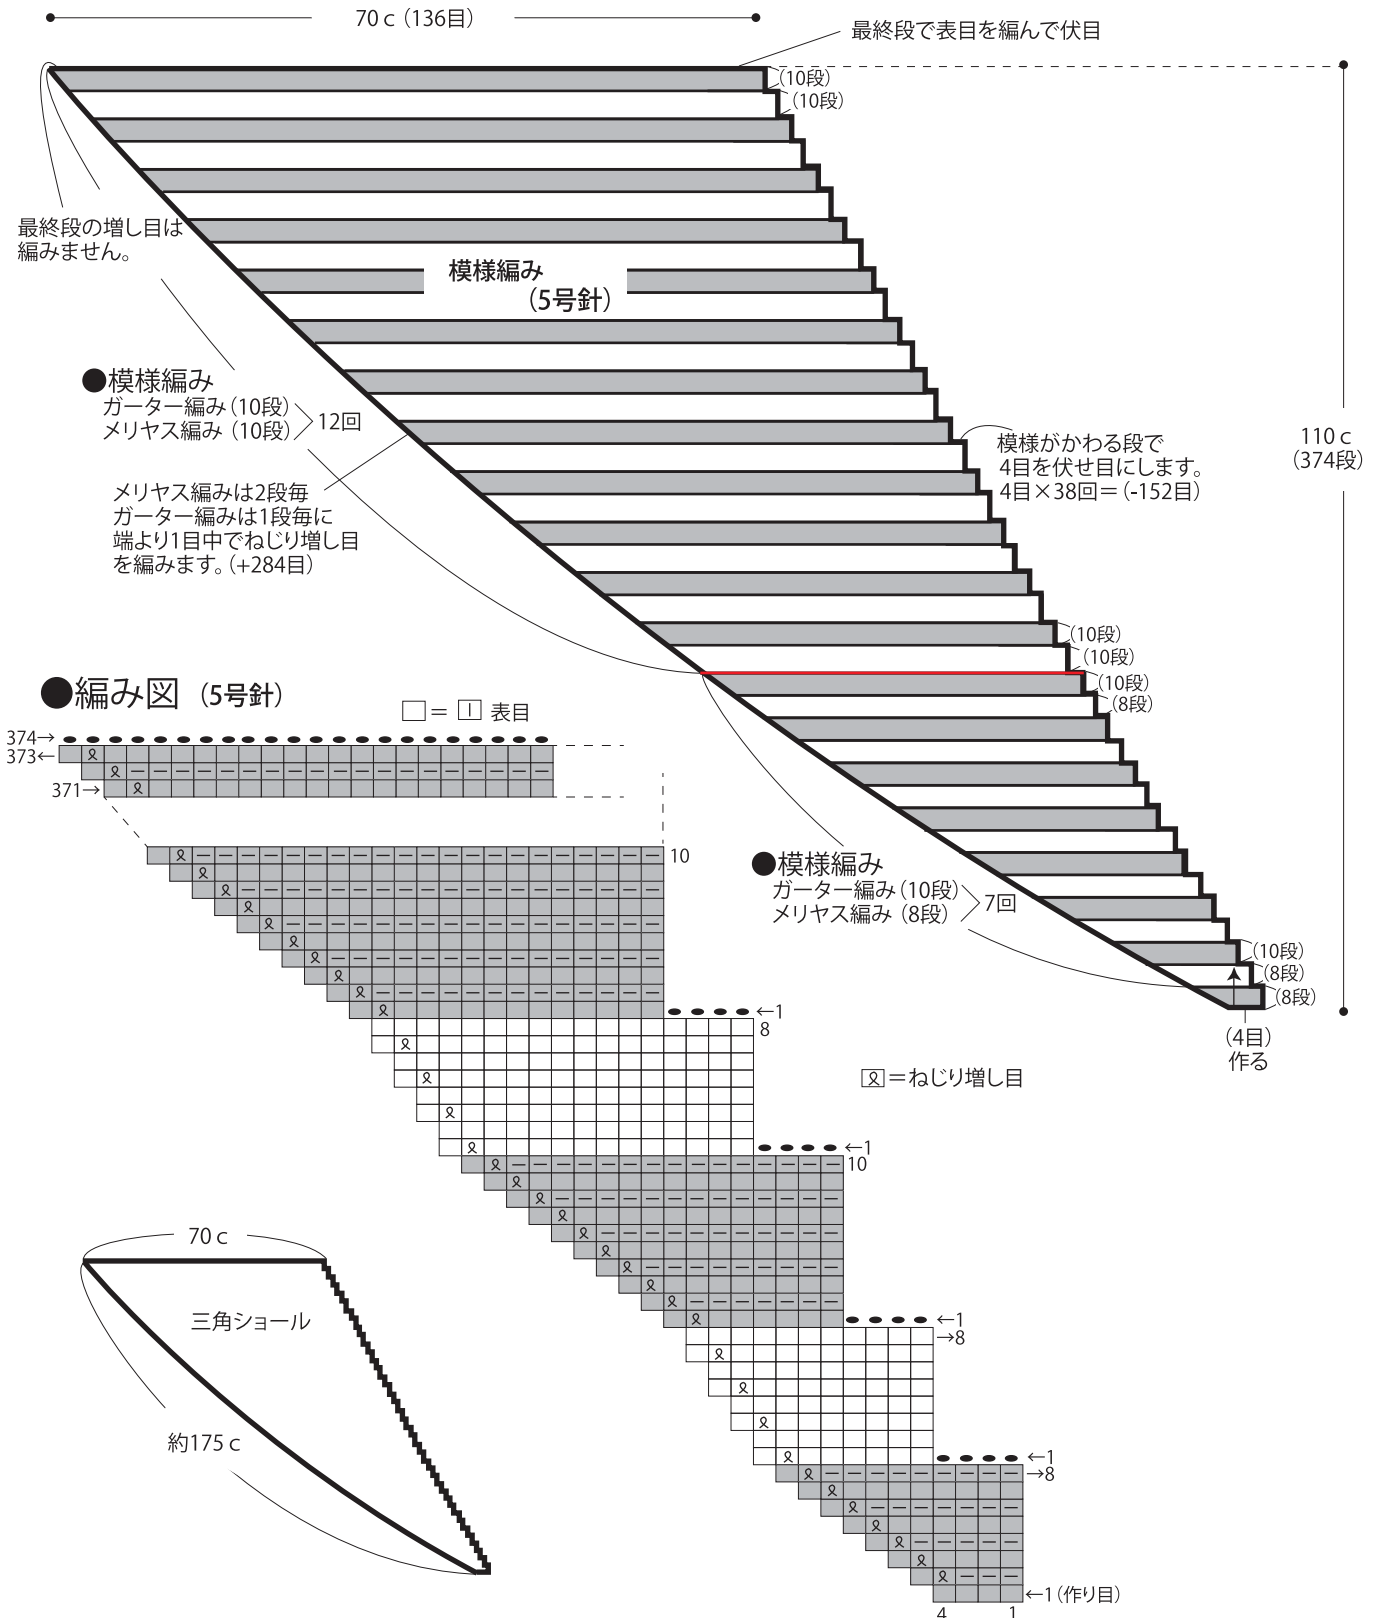 70c（136目）
最終段で表目を編んで伏目
（10段）
（10段）
最終段の増し目は
編みません。
模様編み
（5号針）
●模様編み
ガーター編み（10段）
メリヤス編み（10段）
12回
メリヤス編みは2段毎
ガーター編みは1段毎に
端より1目中でねじり増し目
を編みます。（+284目）
模様がかわる段で
4目を伏せ目にします。
4目×38回＝（-152目）
110c
（374段）
（10段）
（10段）
（10段）
（8段）
●編み図（5号針）
□＝|表目
374→
373←
371→
10
●模様編み
ガーター編み（10段）
メリヤス編み（8段）
7回
（10段）
（8段）
（8段）
（4目）
作る
＝ねじり増し目
←1
8
←1
10
←1
→8
←1
→8
←1（作り目）
4
1
70c
三角ショール
約175c